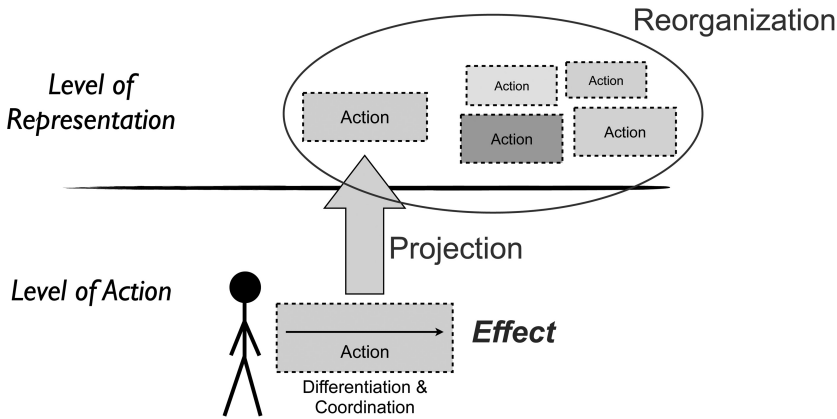 Reorganization
Level of
Representation
Action
Action
Action
Action
Action
Projection
Level of Action
Effect
Action
Differentiation &
Coordination